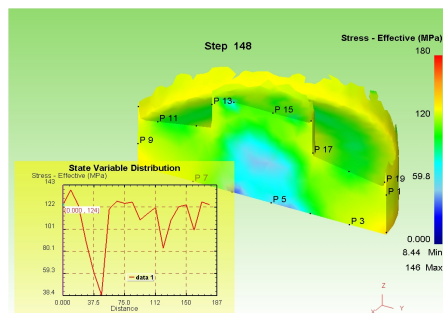 Step 148
Stress - Effective (MPa)
180
120
59.8
0.000
8.44 Min
146 Max
P 13
P 15
P 11
P 9
P 17
P 19
P 1
P 7
P 5
P 3
State Variable Distribution
Stress - Effective (MPa)
143
122
101
80.1
59.3
38.4
(0.000, 124)
data 1
0.000 37.5 75.0 112 150 187
Distance
Z
X Y